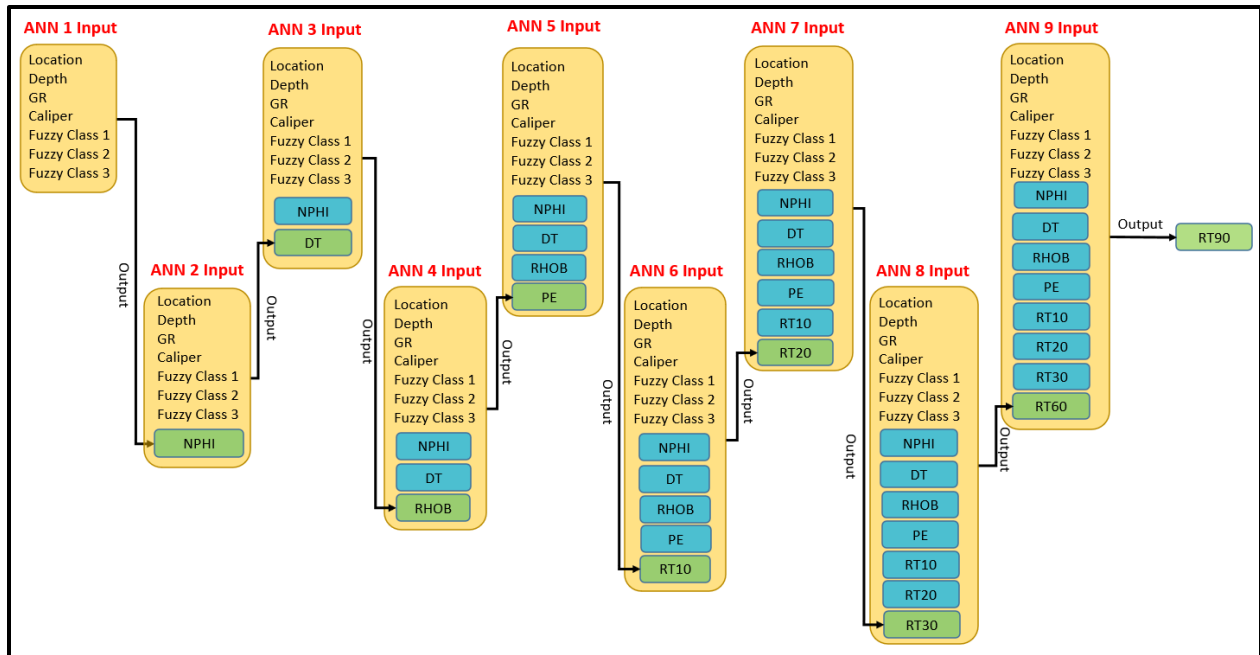 ANN 1 Input
Location
Depth
GR
Caliper
Fuzzy Class 1
Fuzzy Class 2
Fuzzy Class 3
Output
ANN 2 Input
Location
Depth
GR
Caliper
Fuzzy Class 1
Fuzzy Class 2
Fuzzy Class 3
NPHI
Output
ANN 3 Input
Location
Depth
GR
Caliper
Fuzzy Class 1
Fuzzy Class 2
Fuzzy Class 3
NPHI
DT
Output
ANN 4 Input
Location
Depth
GR
Caliper
Fuzzy Class 1
Fuzzy Class 2
Fuzzy Class 3
NPHI
DT
RHOB
Output
ANN 5 Input
Location
Depth
GR
Caliper
Fuzzy Class 1
Fuzzy Class 2
Fuzzy Class 3
NPHI
DT
RHOB
PE
Output
ANN 6 Input
Location
Depth
GR
Caliper
Fuzzy Class 1
Fuzzy Class 2
Fuzzy Class 3
NPHI
DT
RHOB
PE
RT10
Output
ANN 7 Input
Location
Depth
GR
Caliper
Fuzzy Class 1
Fuzzy Class 2
Fuzzy Class 3
NPHI
DT
RHOB
PE
RT10
RT20
Output
ANN 8 Input
Location
Depth
GR
Caliper
Fuzzy Class 1
Fuzzy Class 2
Fuzzy Class 3
NPHI
DT
RHOB
PE
RT10
RT20
RT30
Output
ANN 9 Input
Location
Depth
GR
Caliper
Fuzzy Class 1
Fuzzy Class 2
Fuzzy Class 3
NPHI
DT
RHOB
PE
RT10
RT20
RT30
RT60
Output
RT90